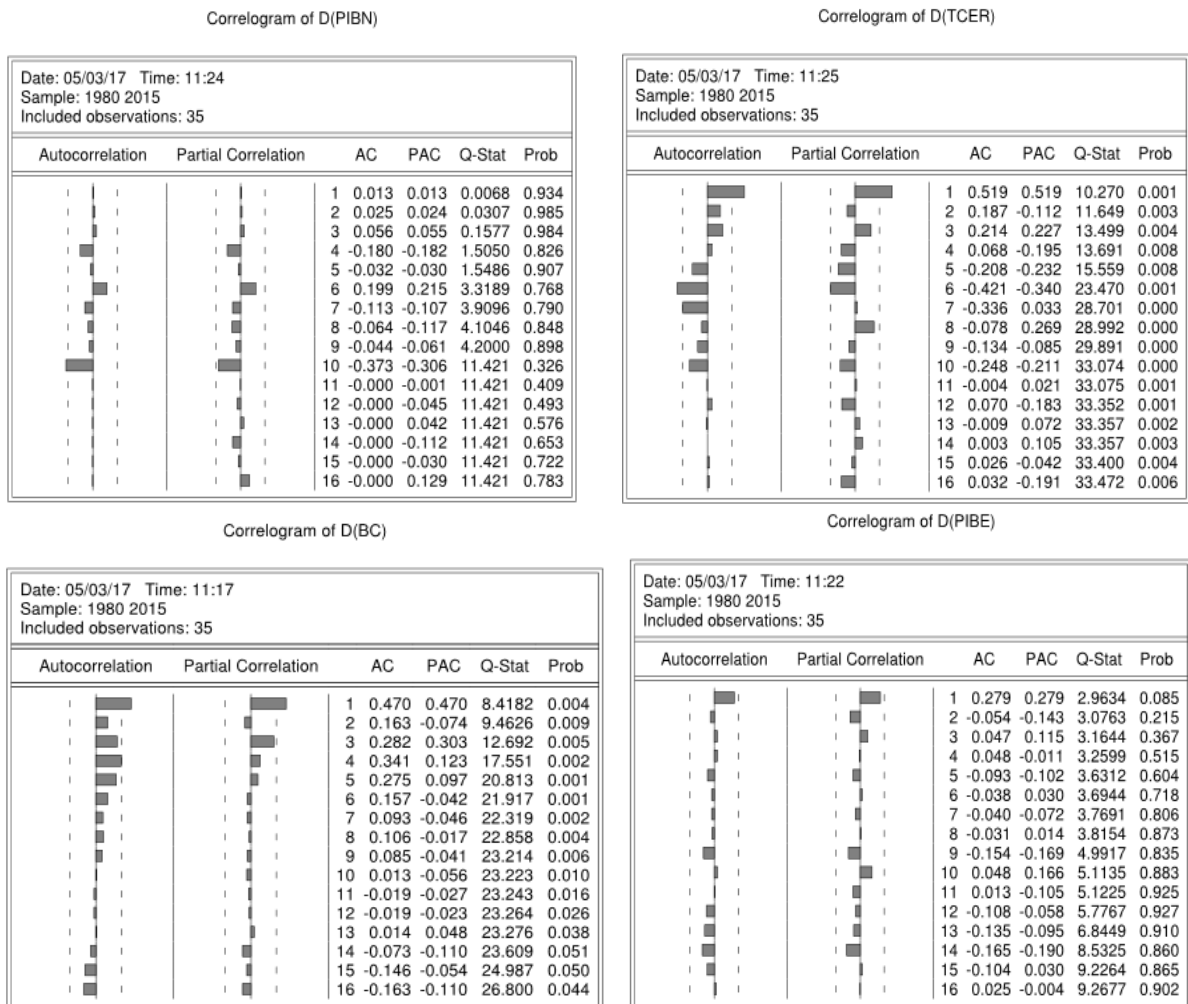 Correlogram of D(PIBN)
Date: 05/03/17 Time: 11:24
Sample: 1980 2015
Included observations: 35
Autocorrelation Partial Correlation AC PAC Q-Stat Prob
1 0.013 0.013 0.0068 0.934
2 0.025 0.024 0.0307 0.985
3 0.056 0.055 0.1577 0.984
4 -0.180 -0.182 1.5050 0.826
5 -0.032 -0.030 1.5486 0.907
6 0.199 0.215 3.3189 0.768
7 -0.113 -0.107 3.9096 0.790
8 -0.064 -0.117 4.1046 0.848
9 -0.044 -0.061 4.2000 0.898
10 -0.373 -0.306 11.421 0.326
11 -0.000 -0.001 11.421 0.409
12 -0.000 -0.045 11.421 0.493
13 -0.000 0.042 11.421 0.576
14 -0.000 -0.112 11.421 0.653
15 -0.000 -0.030 11.421 0.722
16 -0.000 0.129 11.421 0.783
Correlogram of D(TCER)
Date: 05/03/17 Time: 11:25
Sample: 1980 2015
Included observations: 35
Autocorrelation Partial Correlation AC PAC Q-Stat Prob
1 0.519 0.519 10.270 0.001
2 0.187 -0.112 11.649 0.003
3 0.214 0.227 13.499 0.004
4 0.068 -0.195 13.691 0.008
5 -0.208 -0.232 15.559 0.008
6 -0.421 -0.340 23.470 0.001
7 -0.336 0.033 28.701 0.000
8 -0.078 0.269 28.992 0.000
9 -0.134 -0.085 29.891 0.000
10 -0.248 -0.211 33.074 0.000
11 -0.004 0.021 33.075 0.001
12 0.070 -0.183 33.352 0.001
13 -0.009 0.072 33.357 0.002
14 0.003 0.105 33.357 0.003
15 0.026 -0.042 33.400 0.004
16 0.032 -0.191 33.472 0.006
Correlogram of D(BC)
Date: 05/03/17 Time: 11:17
Sample: 1980 2015
Included observations: 35
Autocorrelation Partial Correlation AC PAC Q-Stat Prob
1 0.470 0.470 8.4182 0.004
2 0.163 -0.074 9.4626 0.009
3 0.282 0.303 12.692 0.005
4 0.341 0.123 17.551 0.002
5 0.275 0.097 20.813 0.001
6 0.157 -0.042 21.917 0.001
7 0.093 -0.046 22.319 0.002
8 0.106 -0.017 22.858 0.004
9 0.085 -0.041 23.214 0.006
10 0.013 -0.056 23.223 0.010
11 -0.019 -0.027 23.243 0.016
12 -0.019 -0.023 23.264 0.026
13 0.014 0.048 23.276 0.038
14 -0.073 -0.110 23.609 0.051
15 -0.146 -0.054 24.987 0.050
16 -0.163 -0.110 26.800 0.044
Correlogram of D(PIBE)
Date: 05/03/17 Time: 11:22
Sample: 1980 2015
Included observations: 35
Autocorrelation Partial Correlation AC PAC Q-Stat Prob
1 0.279 0.279 2.9634 0.085
2 -0.054 -0.143 3.0763 0.215
3 0.047 0.115 3.1644 0.367
4 0.048 -0.011 3.2599 0.515
5 -0.093 -0.102 3.6312 0.604
6 -0.038 0.030 3.6944 0.718
7 -0.040 -0.072 3.7691 0.806
8 -0.031 0.014 3.8154 0.873
9 -0.154 -0.169 4.9917 0.835
10 0.048 0.166 5.1135 0.883
11 0.013 -0.105 5.1225 0.925
12 -0.108 -0.058 5.7767 0.927
13 -0.135 -0.095 6.8449 0.910
14 -0.165 -0.190 8.5325 0.860
15 -0.104 0.030 9.2264 0.865
16 0.025 -0.004 9.2677 0.902